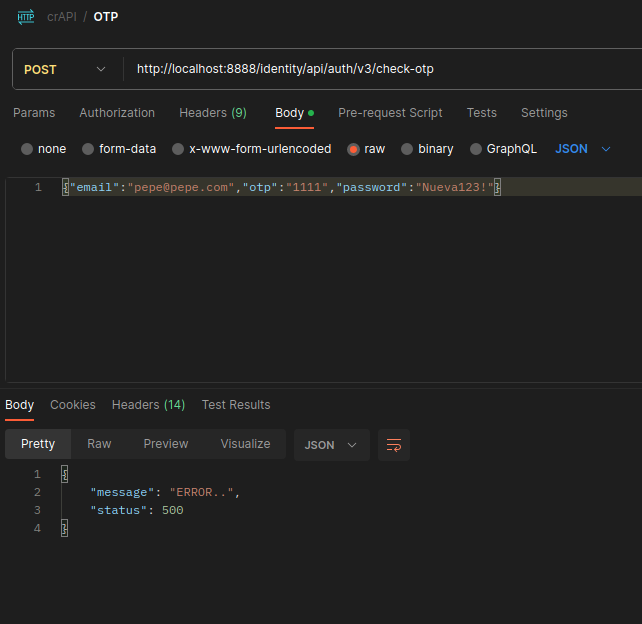 HTTP crAPI / OTP
POST http://localhost:8888/identity/api/auth/v3/check-otp
Params Authorization Headers (9) Body Pre-request Script Tests Settings
none form-data x-www-form-urlencoded raw binary GraphQL JSON
1 {"email":"pepe@pepe.com","otp":"1111","password":"Nueva123!"}
Body Cookies Headers (14) Test Results
Pretty Raw Preview Visualize JSON
1 {
2 "message": "ERROR..",
3 "status": 500
4 }